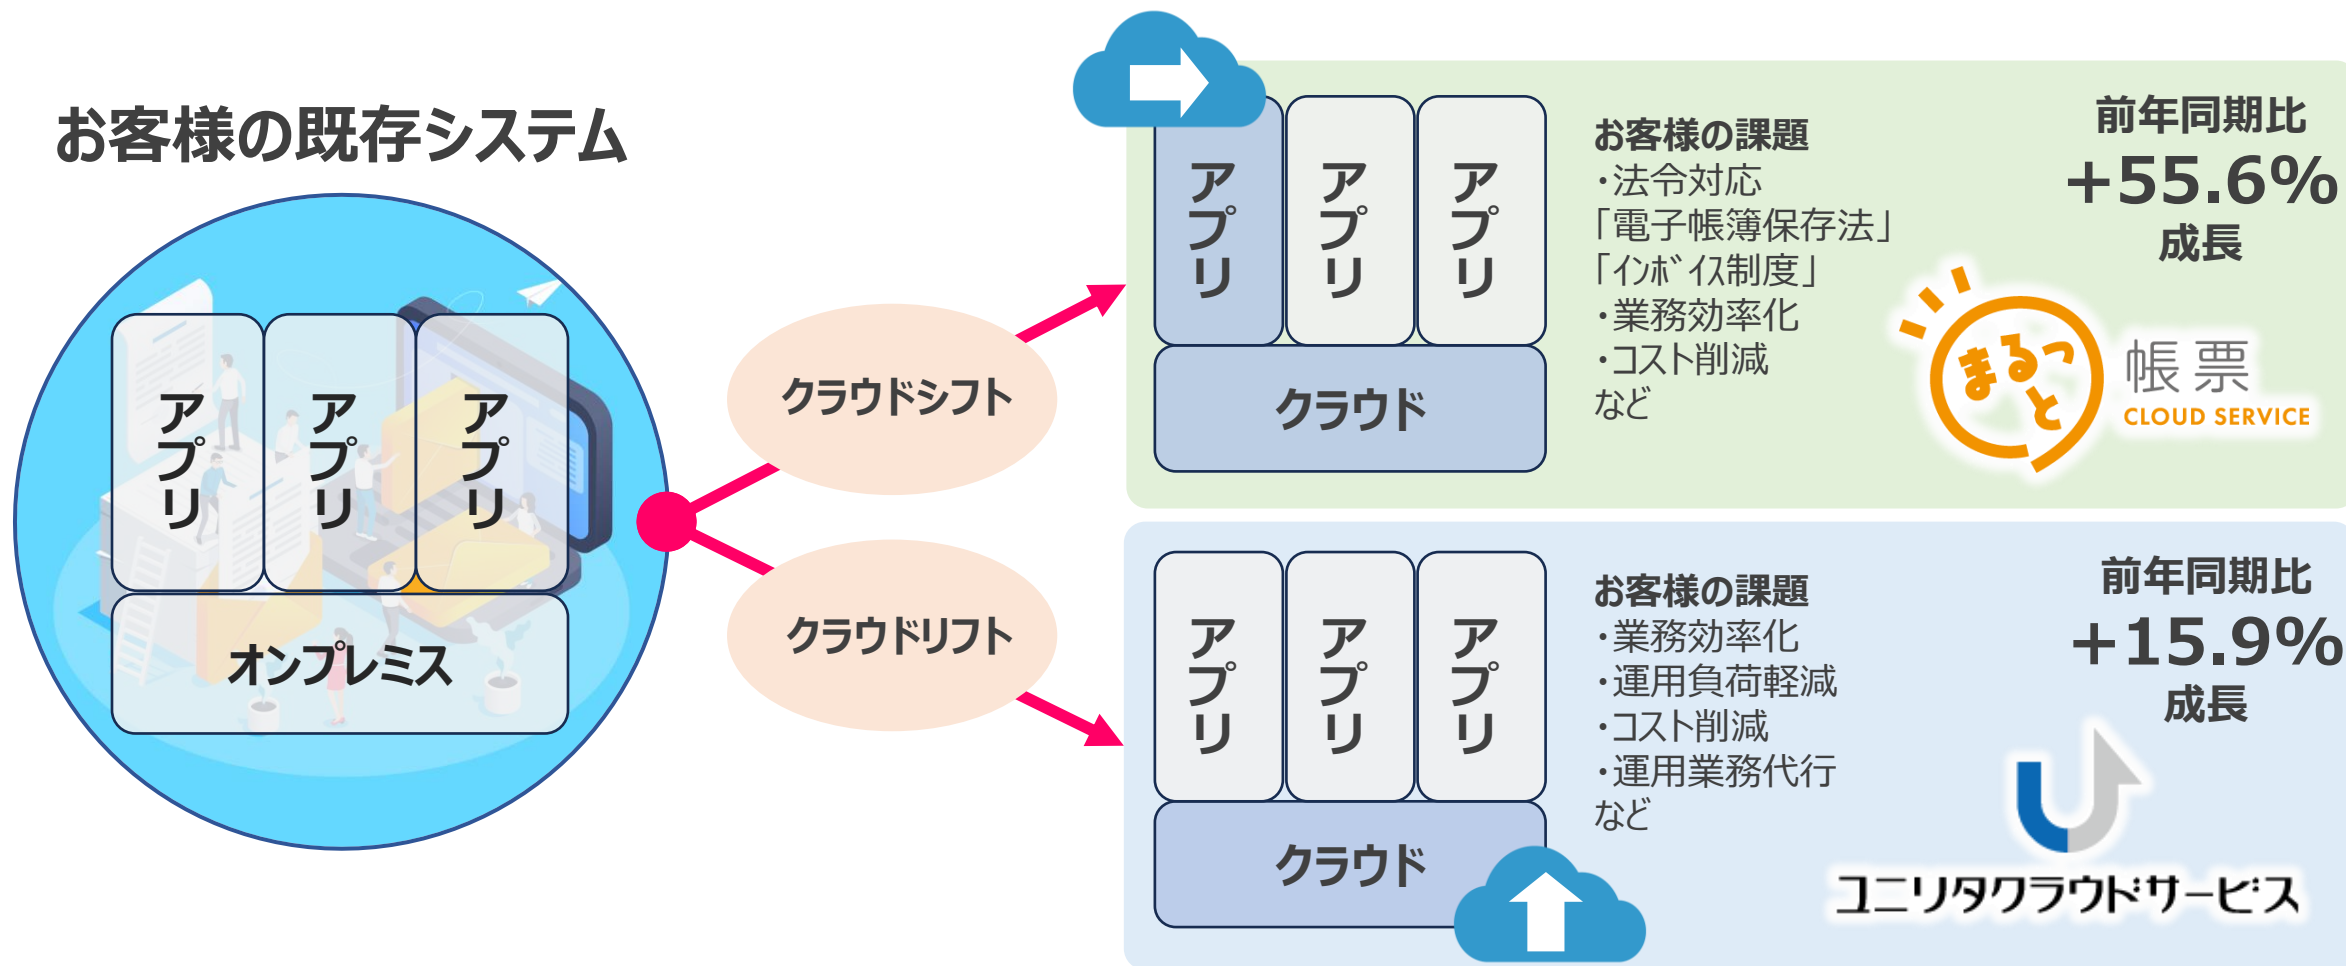 お客様の既存システム
アプリ
アプリ
アプリ
オンプレミス
クラウドシフト
クラウドリフト
アプリ
アプリ
アプリ
クラウド
お客様の課題
・法令対応
「電子帳簿保存法」
「ｲﾝﾎﾞｲｽ制度」
・業務効率化
・コスト削減
など
前年同期比
+55.6%
成長
まるっと
帳票
CLOUD SERVICE
アプリ
アプリ
アプリ
クラウド
お客様の課題
・業務効率化
・運用負荷軽減
・コスト削減
・運用業務代行
など
前年同期比
+15.9%
成長
ユニリタクラウドサービス